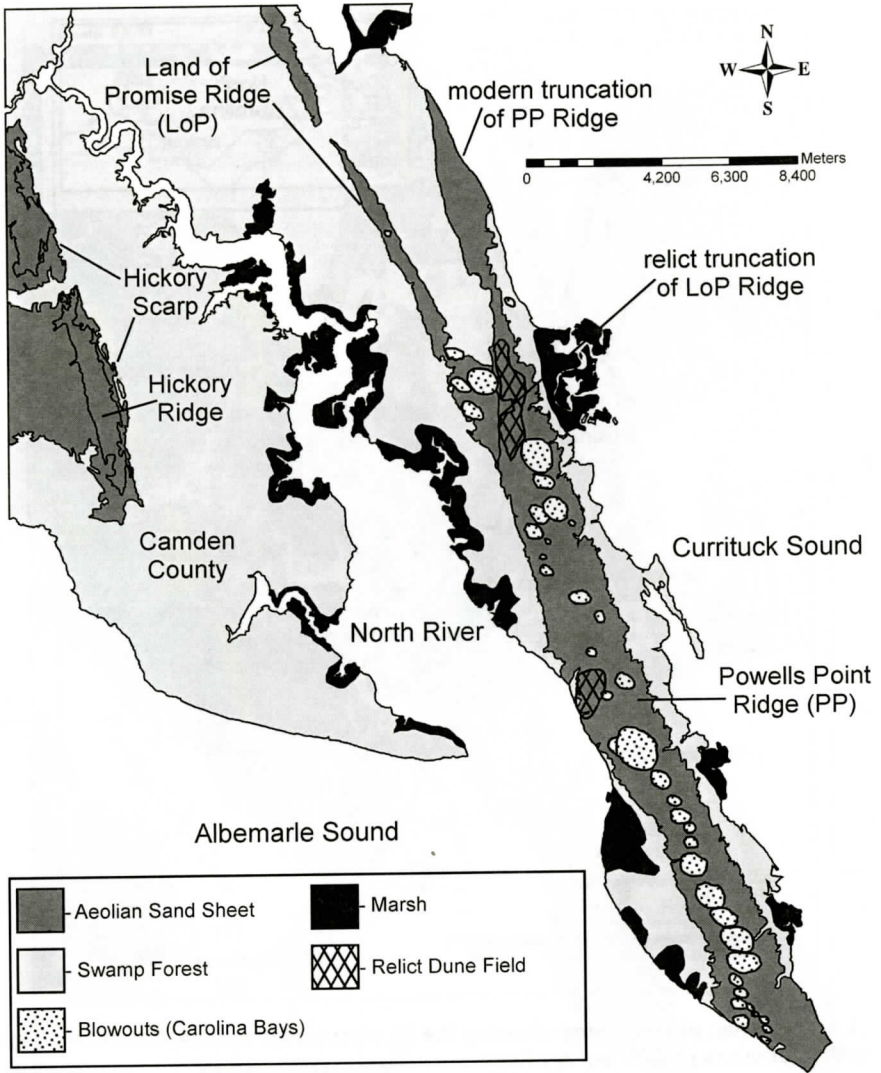 N
W E
S
Land of
Promise Ridge
(LoP)
modern truncation
of PP Ridge
Meters
0 4,200 6,300 8,400
relict truncation
of LoP Ridge
Hickory
Scarp
Hickory
Ridge
Camden
County
Currituck Sound
North River
Powells Point
Ridge (PP)
Albemarle Sound
Aeolian Sand Sheet
Marsh
Swamp Forest
Relict Dune Field
Blowouts (Carolina Bays)